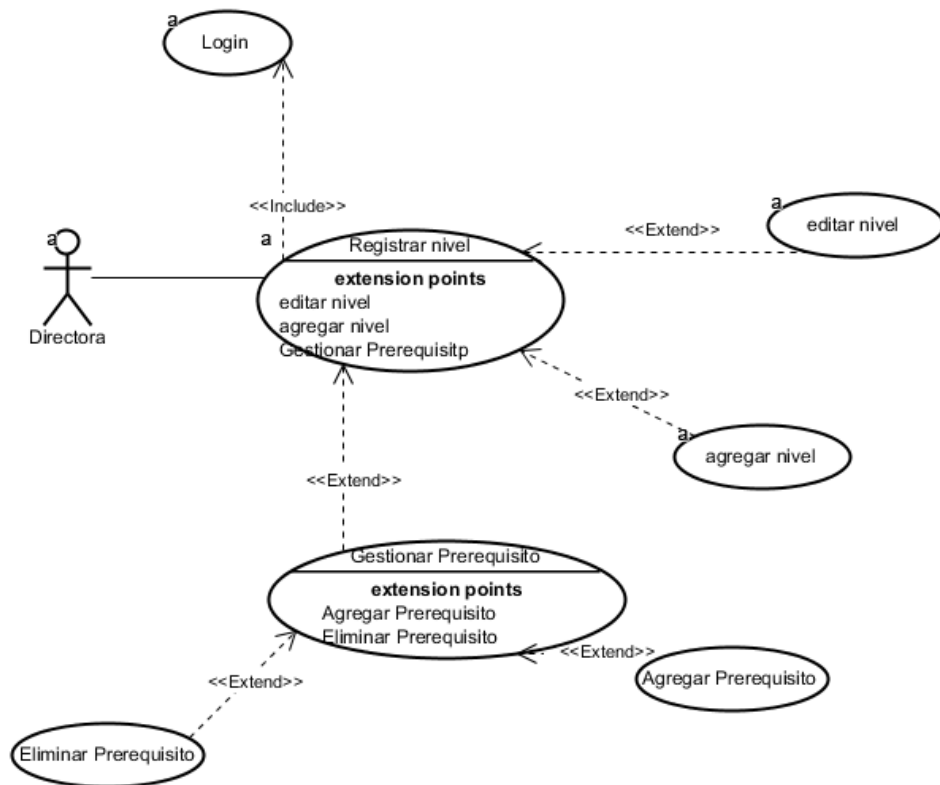 a
Login
<<Include>>
a
editar nivel
<<Extend>>
a
a
Directora
Registrar nivel
extension points
editar nivel
agregar nivel
Gestionar Prerequisitp
<<Extend>>
a
agregar nivel
<<Extend>>
Gestionar Prerequisito
extension points
Agregar Prerequisito
Eliminar Prerequisito
<<Extend>>
Agregar Prerequisito
<<Extend>>
Eliminar Prerequisito